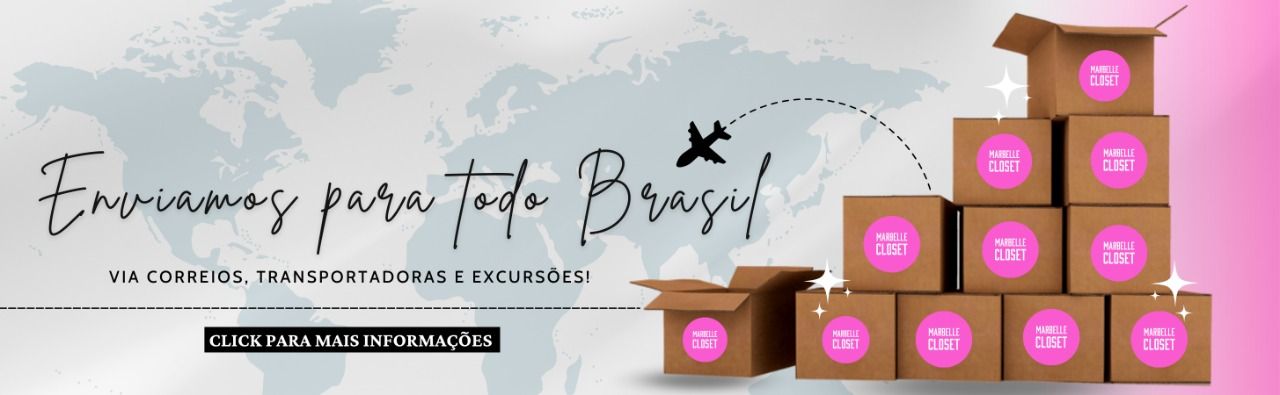 Enviamos para todo Brasil
VIA CORREIOS, TRANSPORTADORAS E EXCURSÕES!
CLICK PARA MAIS INFORMAÇÕES
MARBELLE
CLOSET
MARBELLE
CLOSET
MARBELLE
CLOSET
MARBELLE
CLOSET
MARBELLE
CLOSET
MARBELLE
CLOSET
MARBELLE
CLOSET
MARBELLE
CLOSET
MARBELLE
CLOSET
MARBELLE
CLOSET
MARBELLE
CLOSET